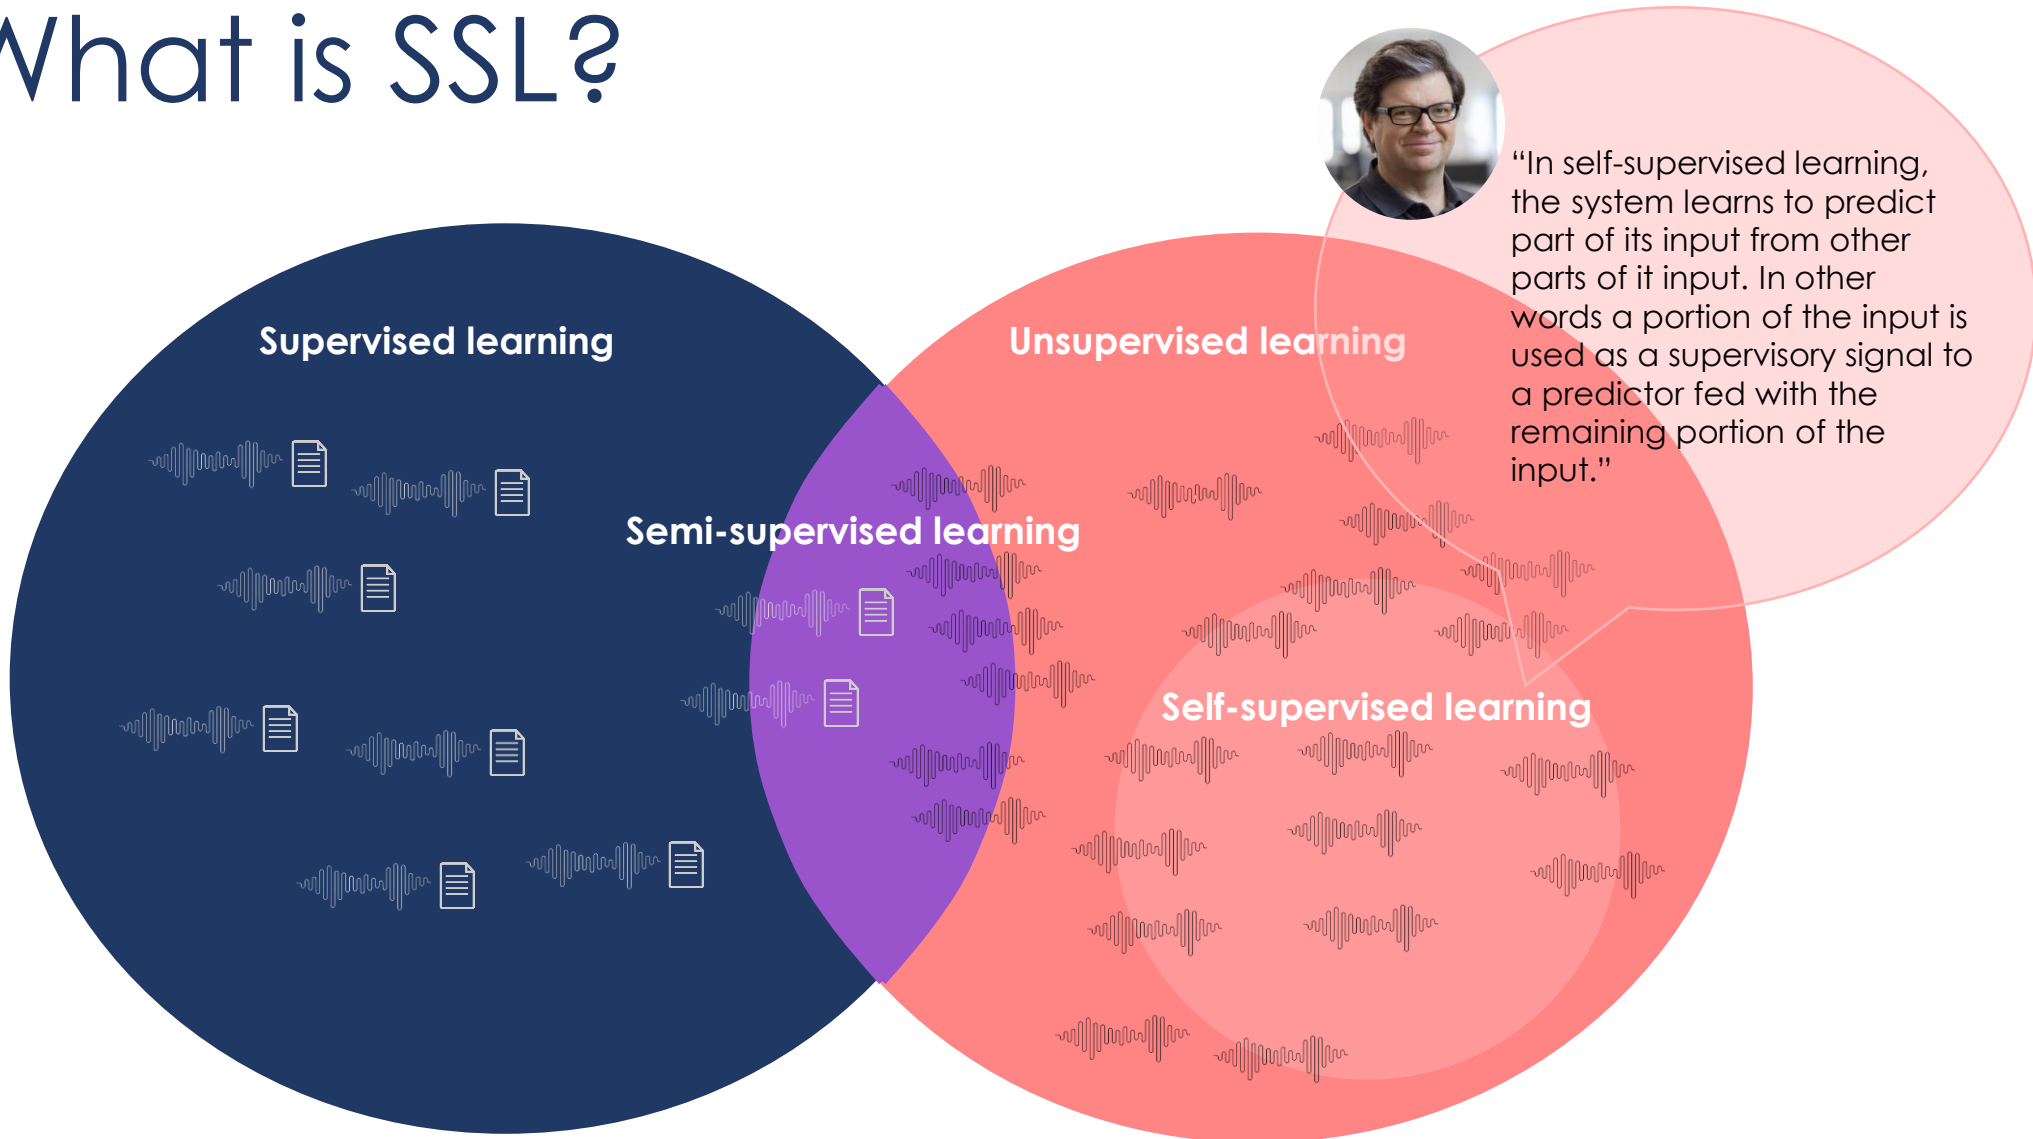 What is SSL?
“In self-supervised learning,
the system learns to predict
part of its input from other
parts of it input. In other
words a portion of the input is
used as a supervisory signal to
a predictor fed with the
remaining portion of the
input.”
Supervised learning
Unsupervised learning
Semi-supervised learning
Self-supervised learning